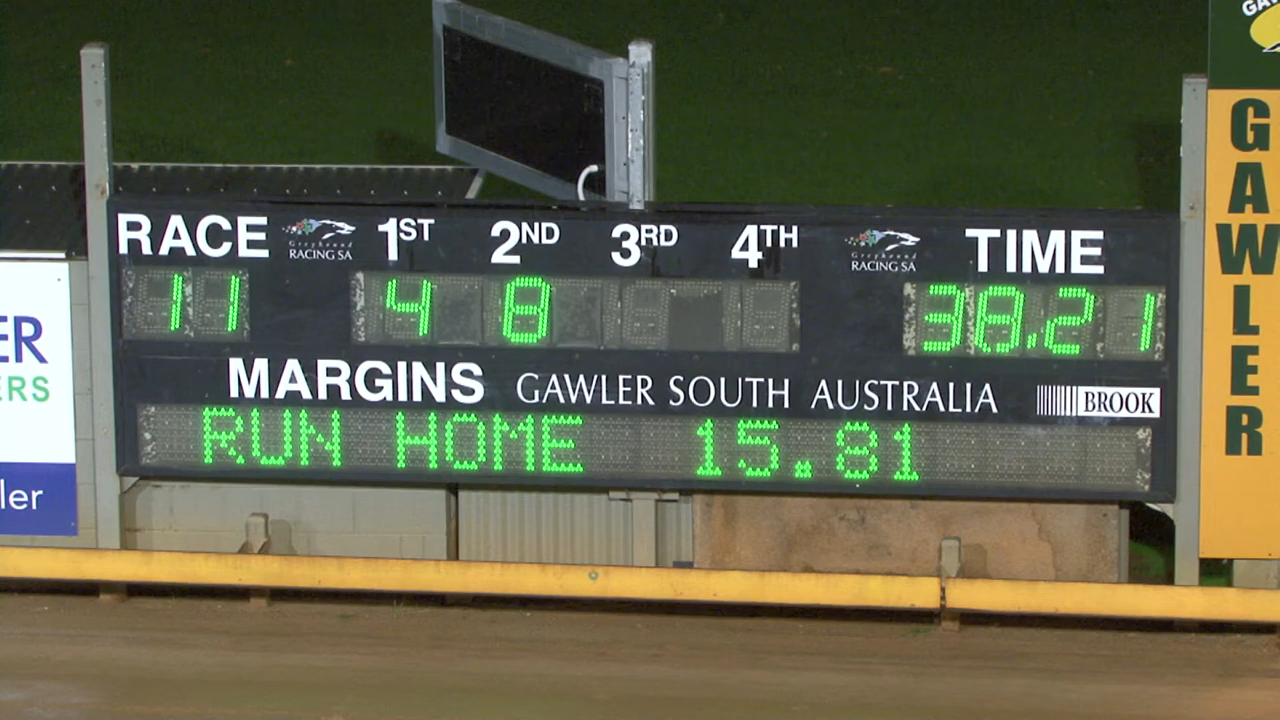 RACE 1ST 2ND 3RD 4TH TIME
Greyhound RACING SA
Greyhound RACING SA
11 4 8 38.21
MARGINS GAWLER SOUTH AUSTRALIA BROOK
RUN HOME 15.81
ER
ERS
ler
GAW
GAWLER